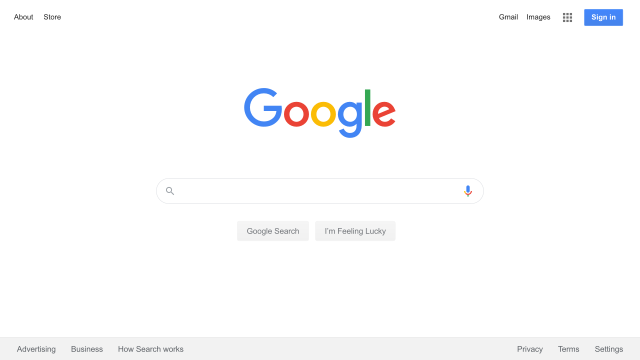 About Store Gmail Images Sign in
Google
Google Search I'm Feeling Lucky
Advertising Business How Search works Privacy Terms Settings